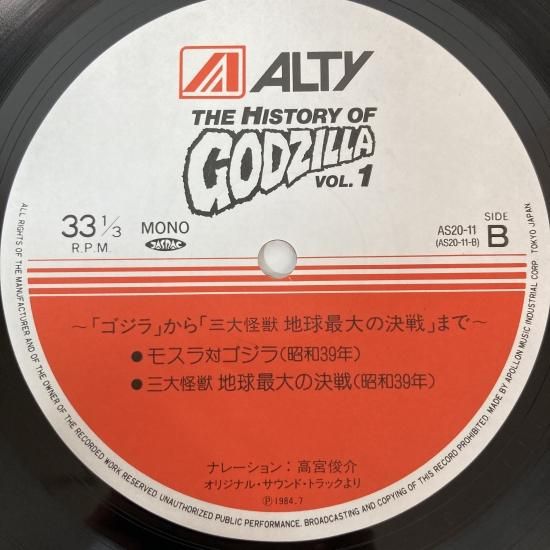 ALTY
THE HISTORY OF
GODZILLA
VOL. 1
33 1/3
R.P.M.
MONO
JASRAC
AS20-11
(AS20-11-B)
SIDE
B
〜「ゴジラ」から「三大怪獣 地球最大の決戦」まで〜
●モスラ対ゴジラ(昭和39年)
●三大怪獣 地球最大の決戦(昭和39年)
ナレーション:高宮俊介
オリジナル・サウンド・トラックより
Ⓟ1984.7
ALL RIGHTS OF THE MANUFACTURER AND OF THE OWNER OF THE RECORDED WORK RESERVED. UNAUTHORIZED PUBLIC PERFORMANCE. BROADCASTING AND COPYING OF THIS RECORD PROHIBITED. MADE BY APOLLON MUSIC INDUSTRIAL CORP. TOKYO JAPAN.